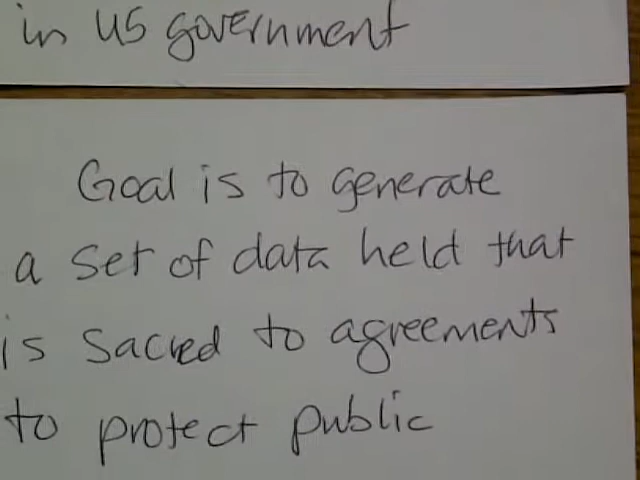 in US government
Goal is to generate
a set of data held that
is sacred to agreements
to protect public